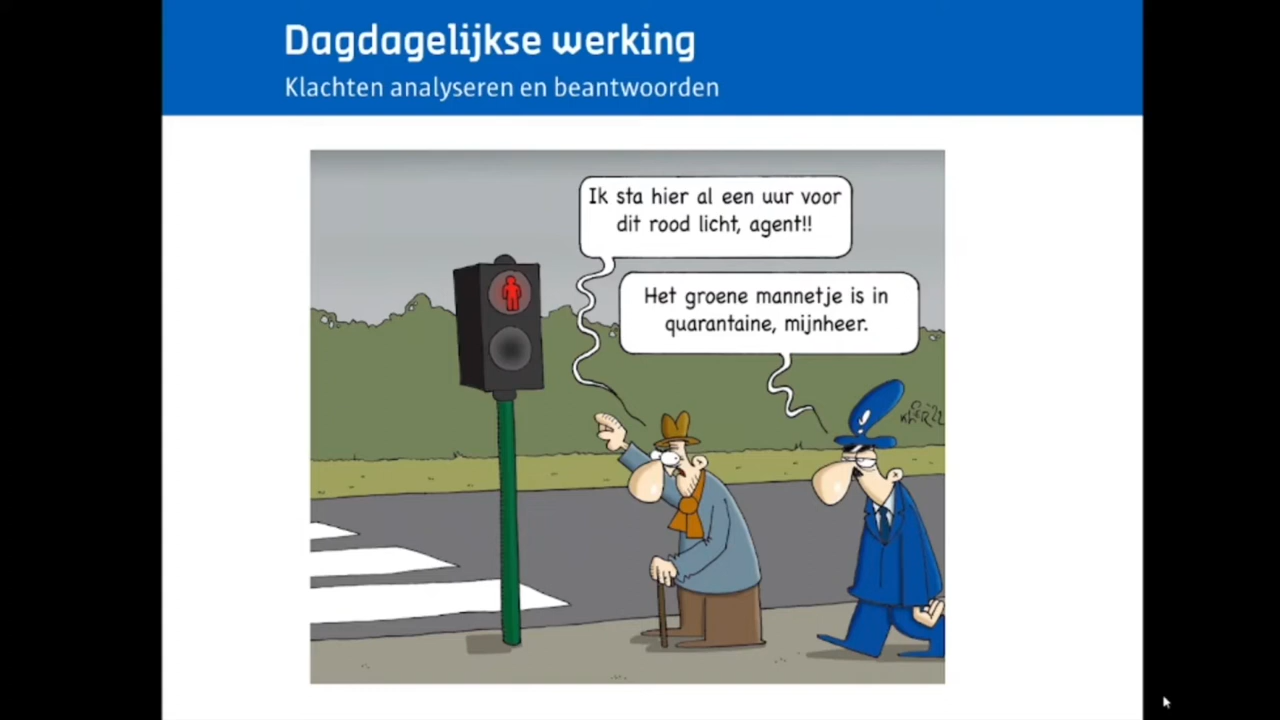 Dagdagelijkse werking
Klachten analyseren en beantwoorden
Ik sta hier al een uur voor
dit rood licht, agent!!
Het groene mannetje is in
quarantaine, mijnheer.